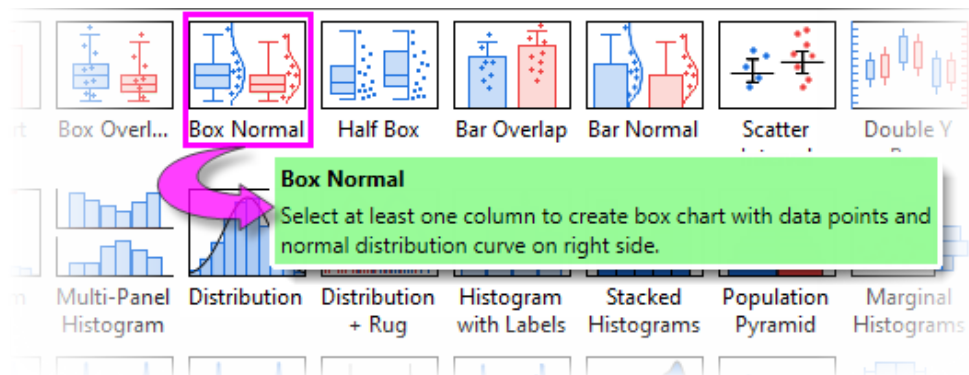 Box Overl... Box Normal Half Box Bar Overlap Bar Normal Scatter Double Y
Box Normal
Select at least one column to create box chart with data points and
normal distribution curve on right side.
Multi-Panel Distribution Distribution Histogram Stacked Population Marginal
Histogram + Rug with Labels Histograms Pyramid Histograms